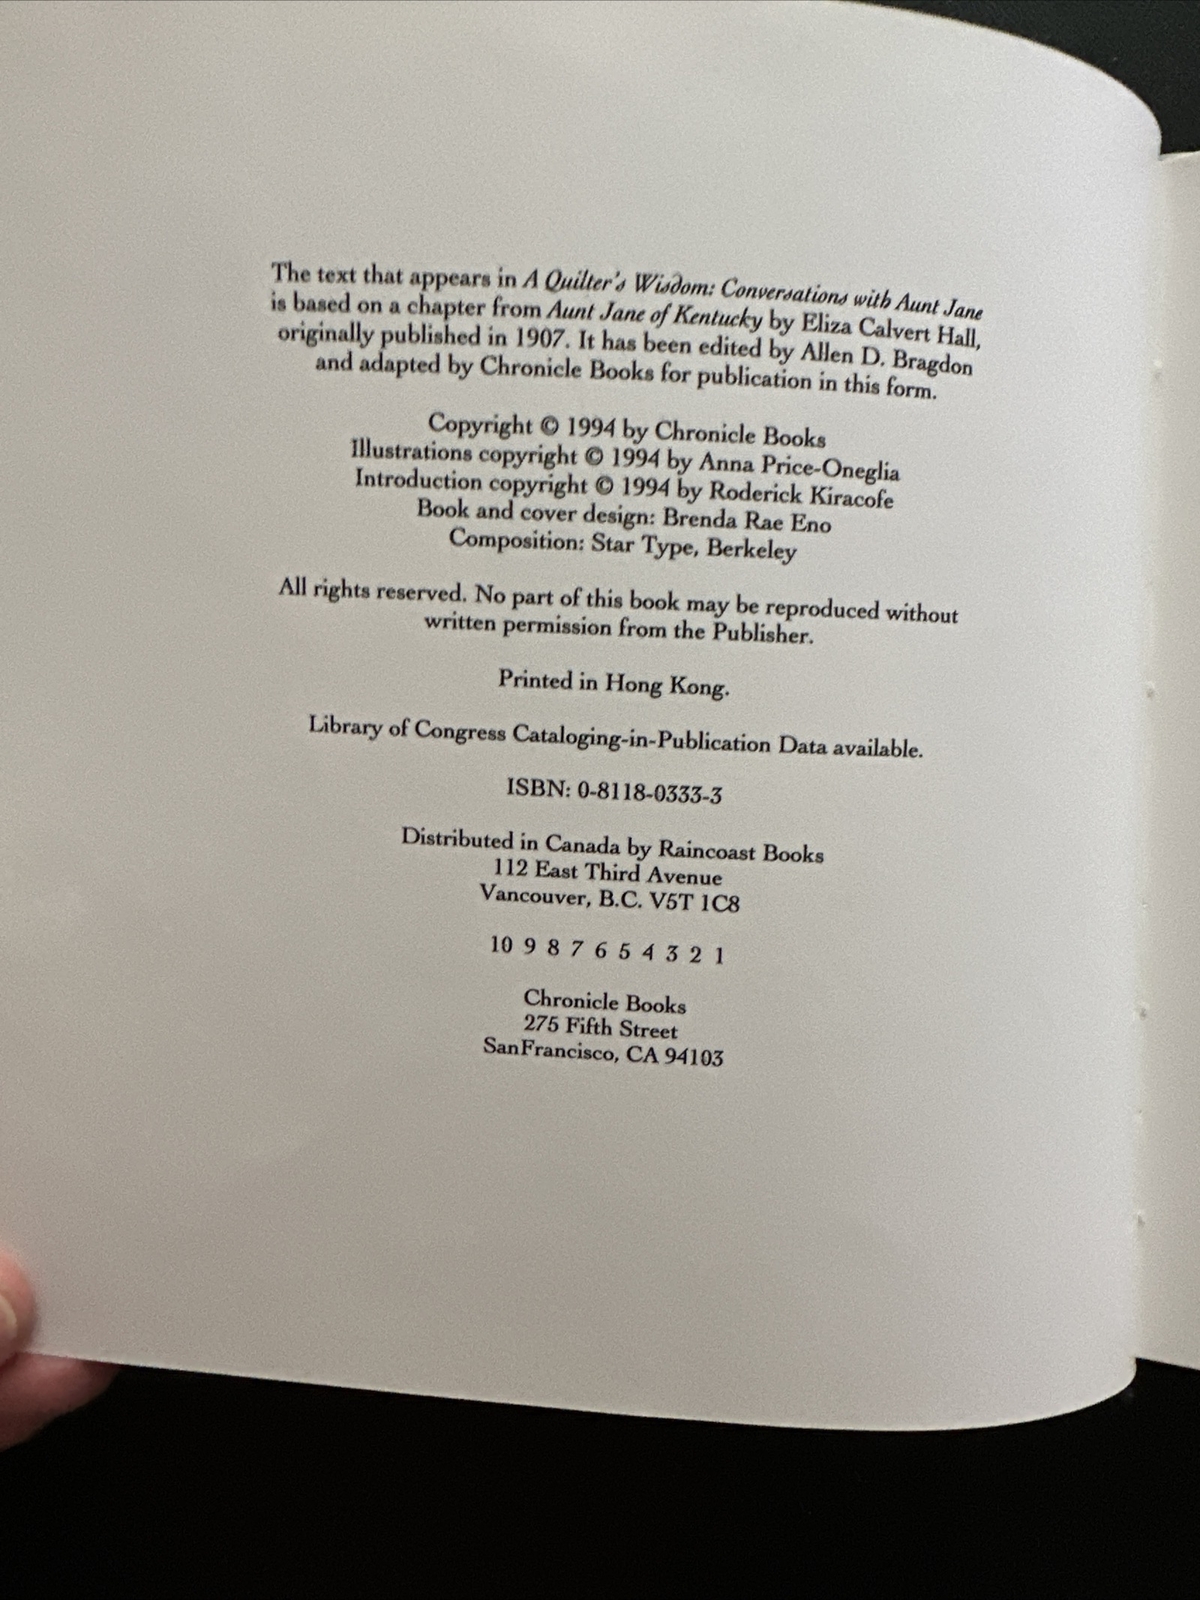 The text that appears in A Quilter's Wisdom: Conversations with Aunt Jane
is based on a chapter from Aunt Jane of Kentucky by Eliza Calvert Hall,
originally published in 1907. It has been edited by Allen D. Bragdon
and adapted by Chronicle Books for publication in this form.
Copyright © 1994 by Chronicle Books
Illustrations copyright © 1994 by Anna Price-Oneglia
Introduction copyright © 1994 by Roderick Kiracofe
Book and cover design: Brenda Rae Eno
Composition: Star Type, Berkeley
All rights reserved. No part of this book may be reproduced without
written permission from the Publisher.
Printed in Hong Kong.
Library of Congress Cataloging-in-Publication Data available.
ISBN: 0-8118-0333-3
Distributed in Canada by Raincoast Books
112 East Third Avenue
Vancouver, B.C. V5T 1C8
10 9 8 7 6 5 4 3 2 1
Chronicle Books
275 Fifth Street
SanFrancisco, CA 94103